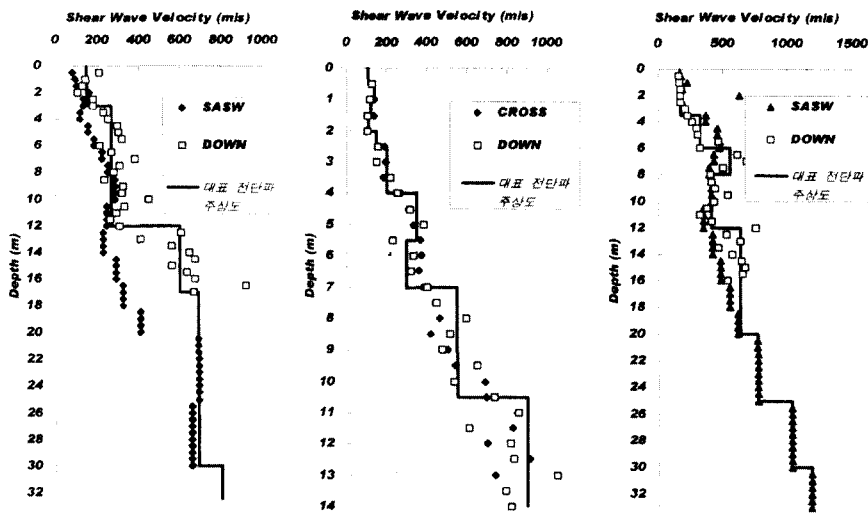 Shear Wave Velocity (m/s)
0 200 400 600 800 1000
Depth (m)
0
2
4
6
8
10
12
14
16
18
20
22
24
26
28
30
32
SASW
DOWN
대표 전단파
주상도
Shear Wave Velocity (m/s)
0 200 400 600 800 1000
Depth (m)
0
1
2
3
4
5
6
7
8
9
10
11
12
13
14
CROSS
DOWN
대표 전단파
주상도
Shear Wave Velocity (m/s)
0 500 1000 1500
Depth (m)
0
2
4
6
8
10
12
14
16
18
20
22
24
26
28
30
32
SASW
DOWN
대표 전단파
주상도